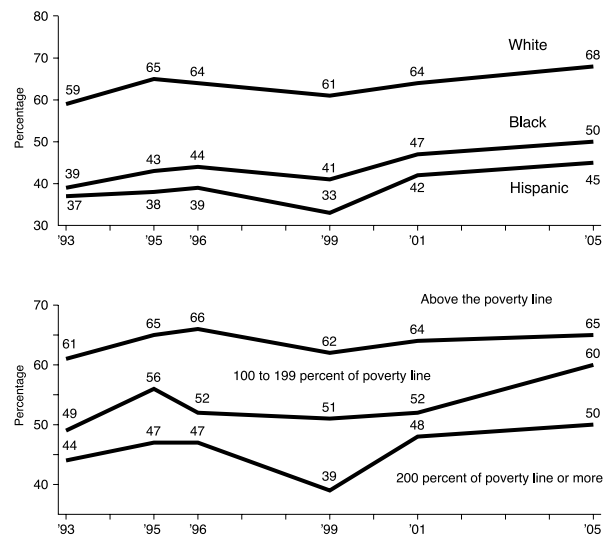 80
70
60
50
40
30
Percentage
White
59 65 64 61 64 68
Black
39 43 44 41 47 50
Hispanic
37 38 39 33 42 45
'93 '95 '96 '99 '01 '05
70
60
50
40
Percentage
Above the poverty line
61 65 66 62 64 65
100 to 199 percent of poverty line
49 56 52 51 52 60
44 47 47 39 48 50
200 percent of poverty line or more
'93 '95 '96 '99 '01 '05